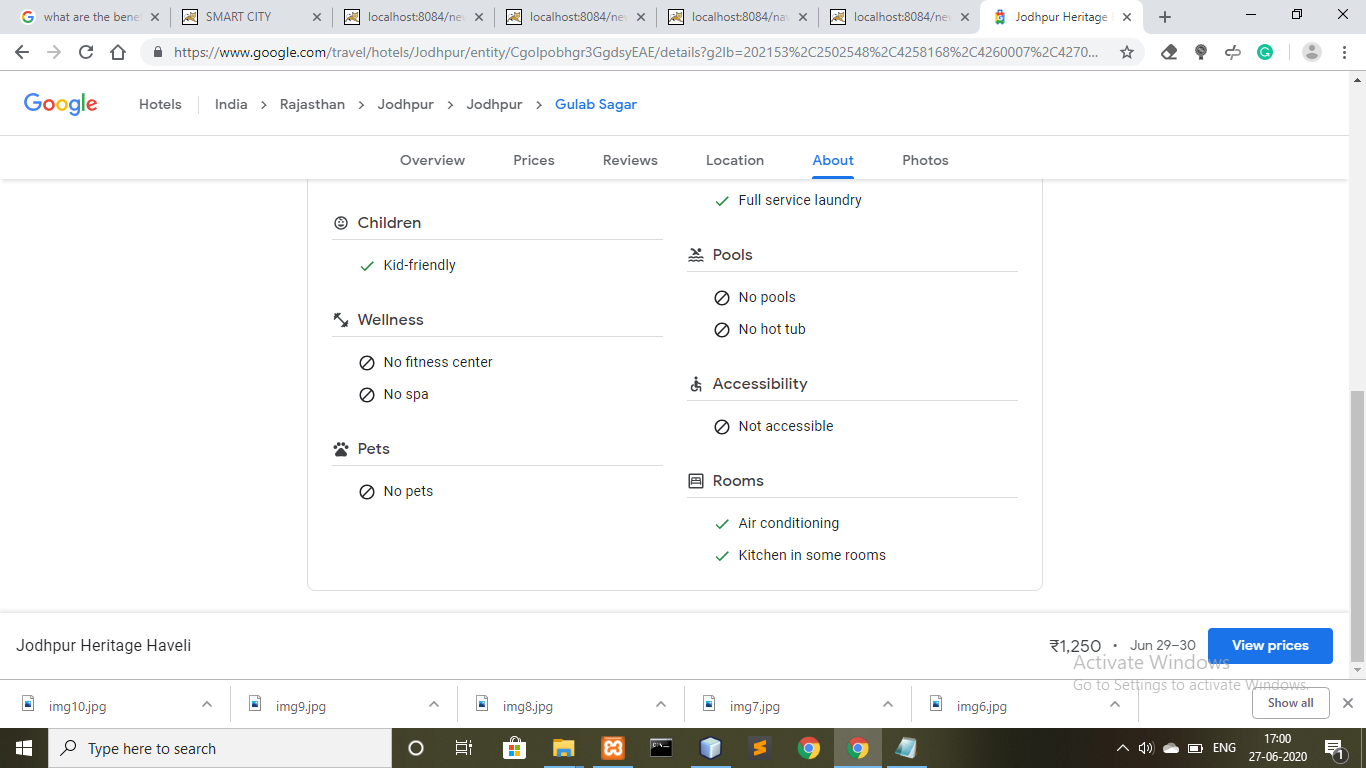 what are the bene
SMART CITY
localhost:8084/nev
localhost:8084/nev
localhost:8084/nav
localhost:8084/nev
Jodhpur Heritage
https://www.google.com/travel/hotels/Jodhpur/entity/CgoIpobhgr3GgdsyEAE/details?g2lb=202153%2C2502548%2C4258168%2C4260007%2C4270...
Google
Hotels
India > Rajasthan > Jodhpur > Jodhpur > Gulab Sagar
Overview
Prices
Reviews
Location
About
Photos
Children
Kid-friendly
Wellness
No fitness center
No spa
Pets
No pets
Full service laundry
Pools
No pools
No hot tub
Accessibility
Not accessible
Rooms
Air conditioning
Kitchen in some rooms
Jodhpur Heritage Haveli
₹1,250 • Jun 29–30
View prices
Activate Windows
Go to Settings to activate Windows.
img10.jpg
img9.jpg
img8.jpg
img7.jpg
img6.jpg
Show all
Type here to search
ENG
17:00
27-06-2020
1